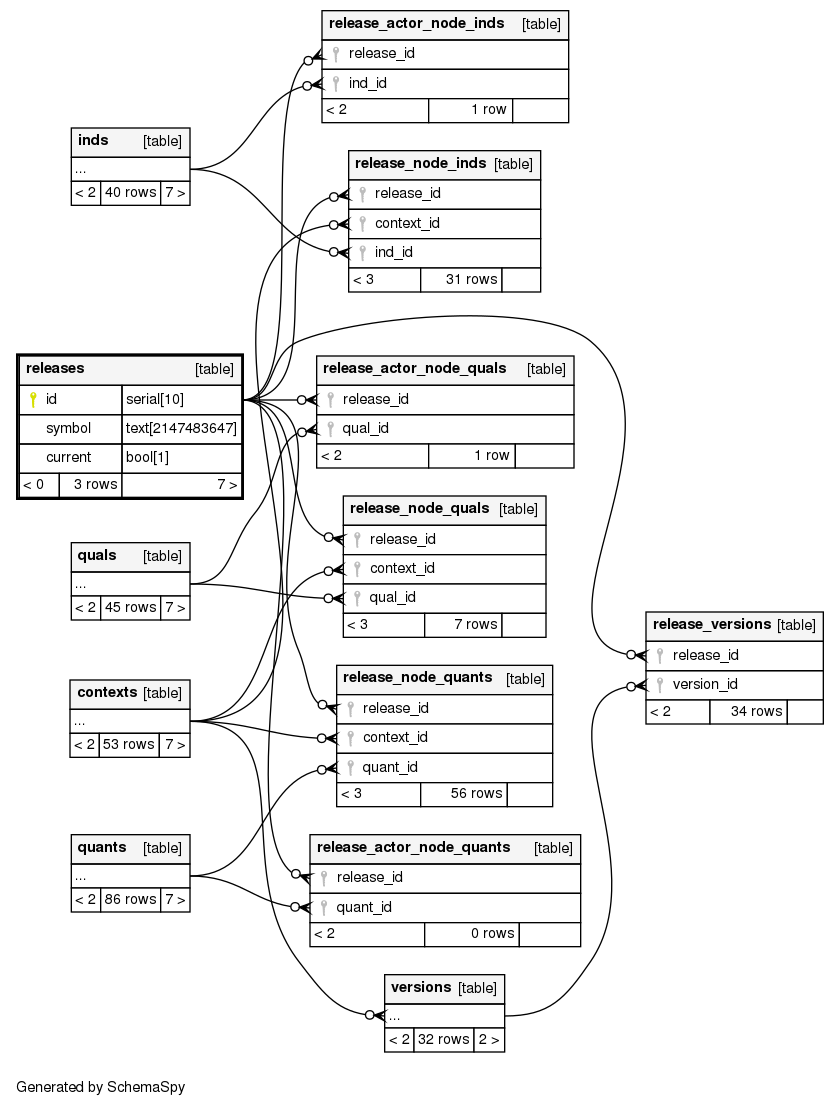 release_actor_node_inds [table]
release_id
ind_id
< 2 1 row
inds [table]
...
< 2 40 rows 7 >
release_node_inds [table]
release_id
context_id
ind_id
< 3 31 rows
releases [table]
id serial[10]
symbol text[2147483647]
current bool[1]
< 0 3 rows 7 >
release_actor_node_quals [table]
release_id
qual_id
< 2 1 row
release_node_quals [table]
release_id
context_id
qual_id
< 3 7 rows
quals [table]
...
< 2 45 rows 7 >
release_versions [table]
release_id
version_id
< 2 34 rows
contexts [table]
...
< 2 53 rows 7 >
release_node_quants [table]
release_id
context_id
quant_id
< 3 56 rows
quants [table]
...
< 2 86 rows 7 >
release_actor_node_quants [table]
release_id
quant_id
< 2 0 rows
versions [table]
...
< 2 32 rows 2 >
Generated by SchemaSpy